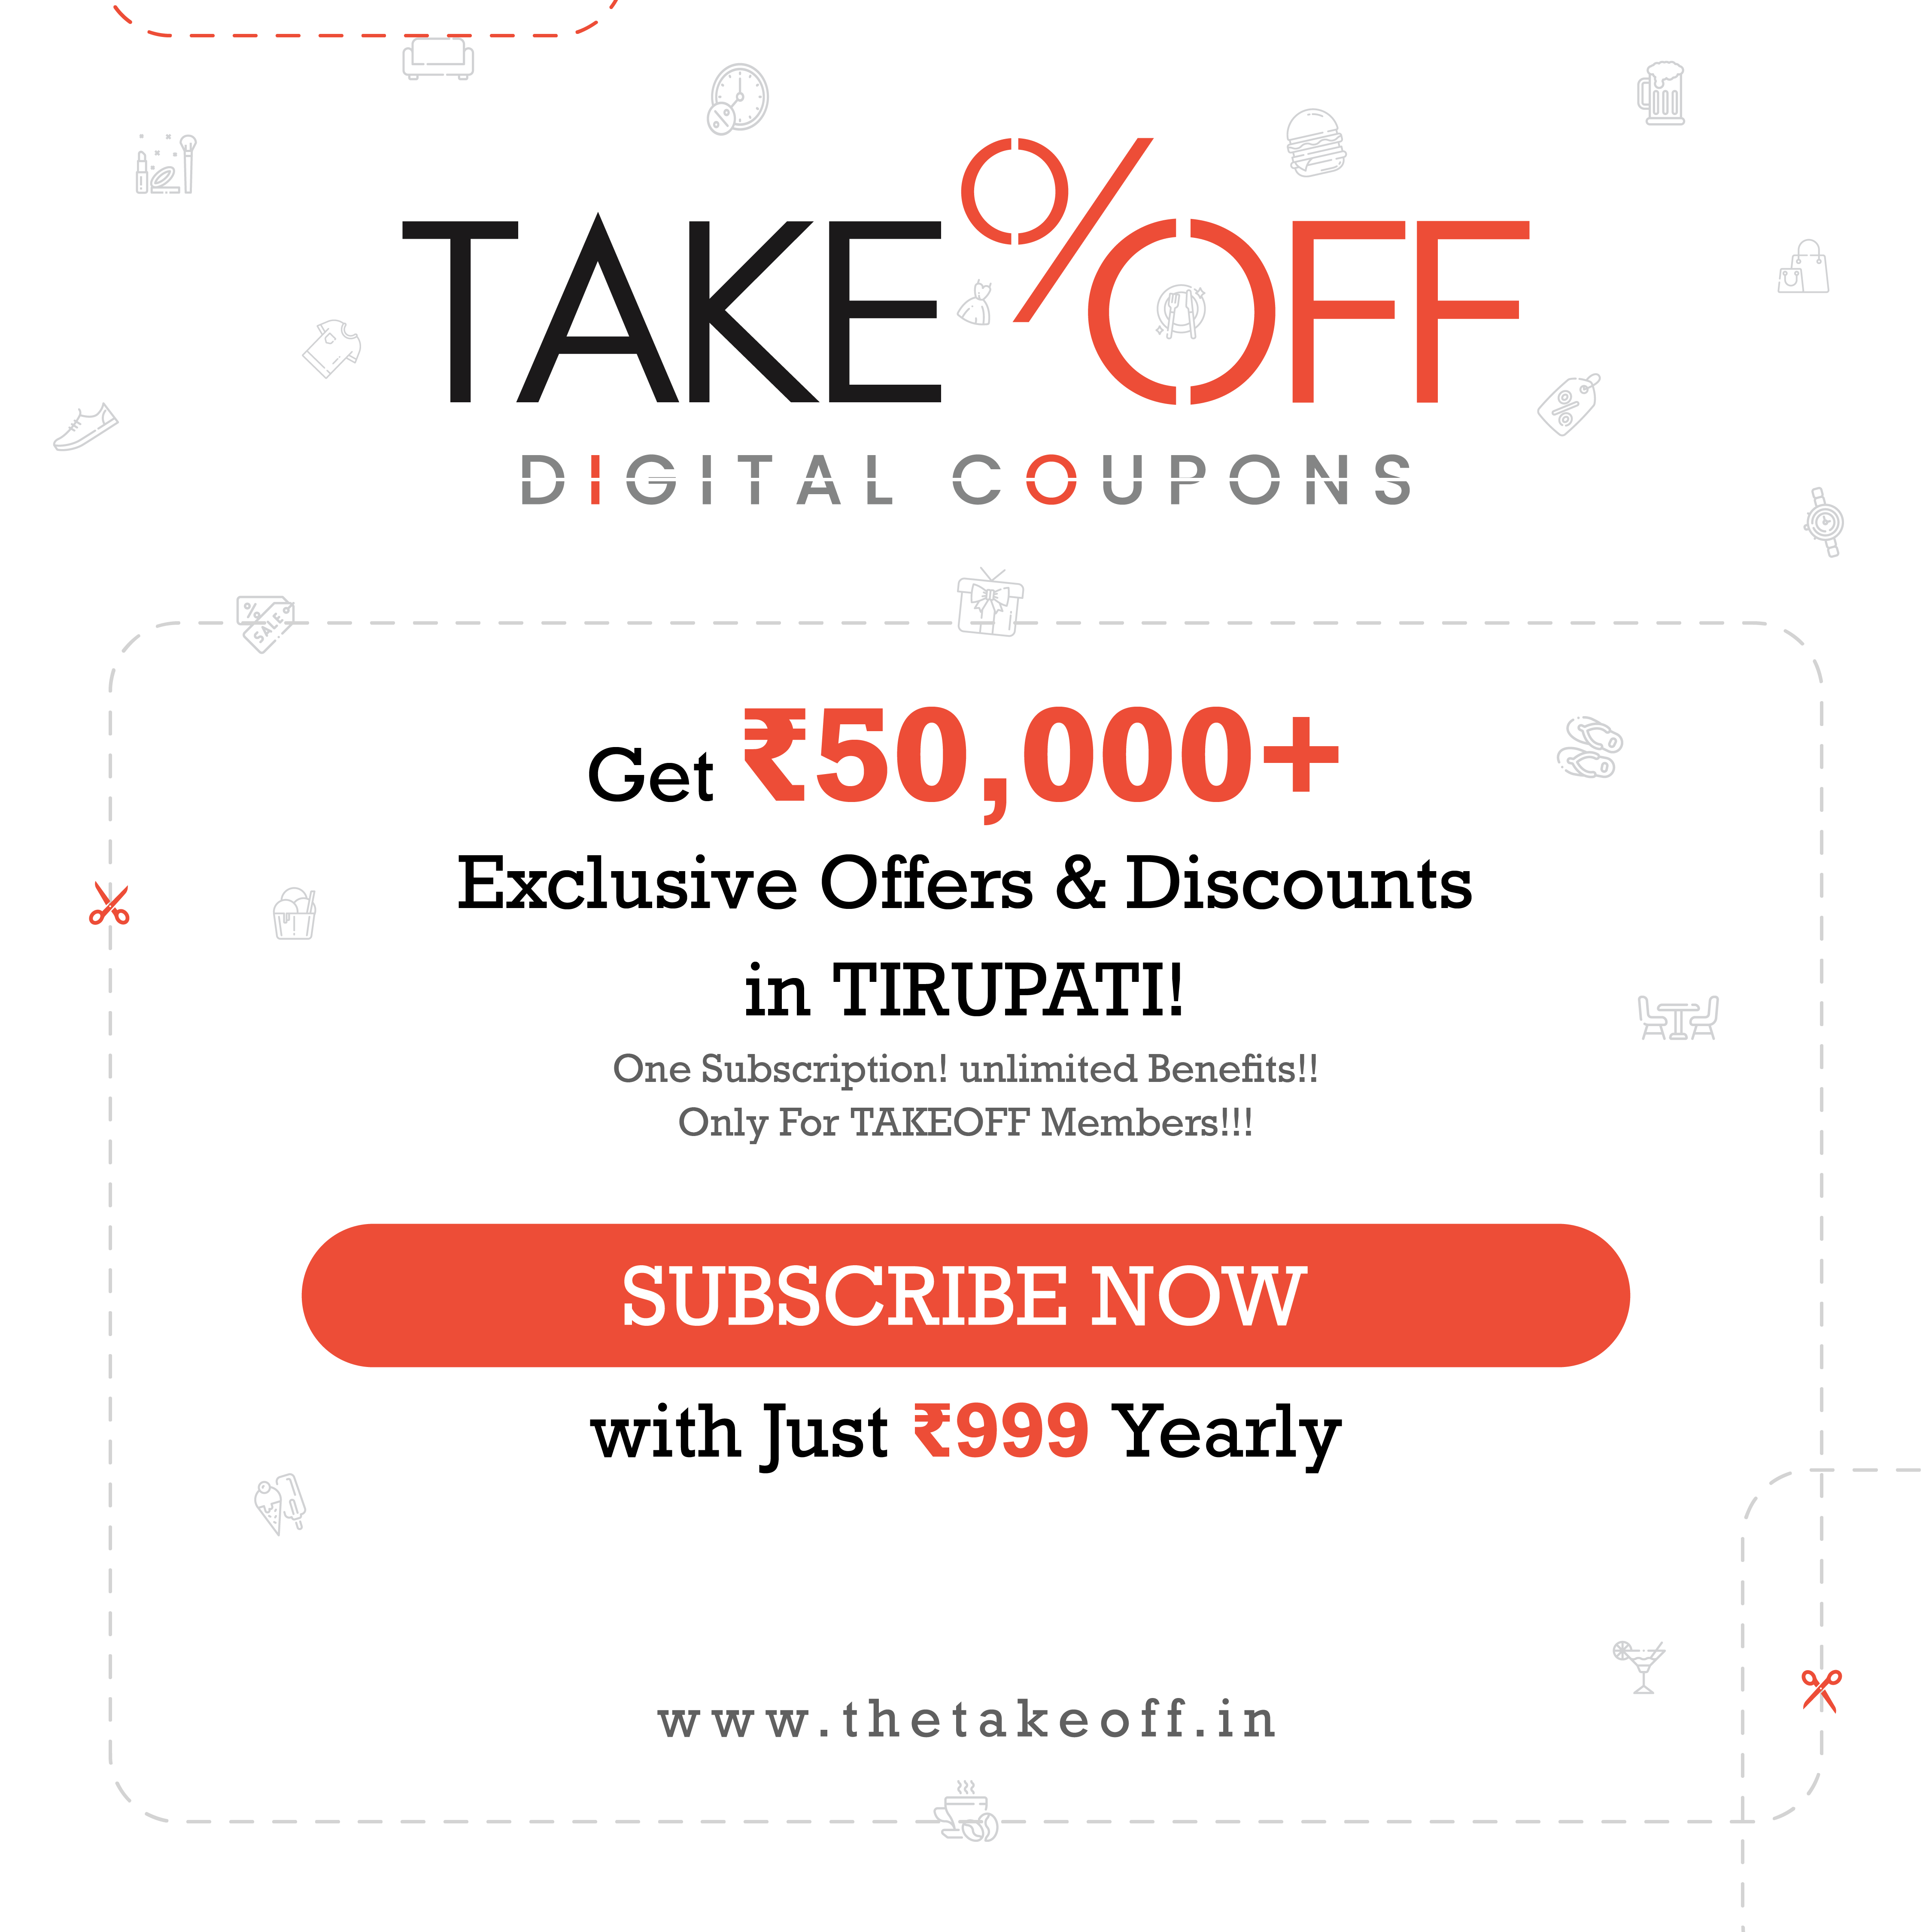 TAKE%OFF
DIGITAL COUPONS
SALE
Get ₹50,000+
Exclusive Offers & Discounts
in TIRUPATI!
One Subscription! unlimited Benefits!!
Only For TAKEOFF Members!!!
SUBSCRIBE NOW
with Just ₹999 Yearly
www.thetakeoff.in